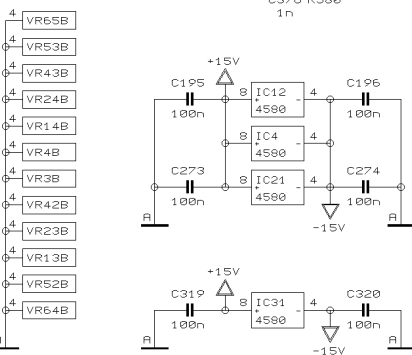 C376 R380
1n
4 VR65B
4 VR53B
4 VR43B
4 VR24B
4 VR14B
4 VR4B
4 VR3B
4 VR42B
4 VR23B
4 VR13B
4 VR52B
4 VR64B
A
+15V
C195 8 IC12 4 C196
100n + 4580 - 100n
8 IC4 4
4580
C273 8 IC21 4 C274
100n + 4580 - 100n
A A
-15V
+15V
C319 8 IC31 4 C320
100n + 4580 - 100n
A A
-15V